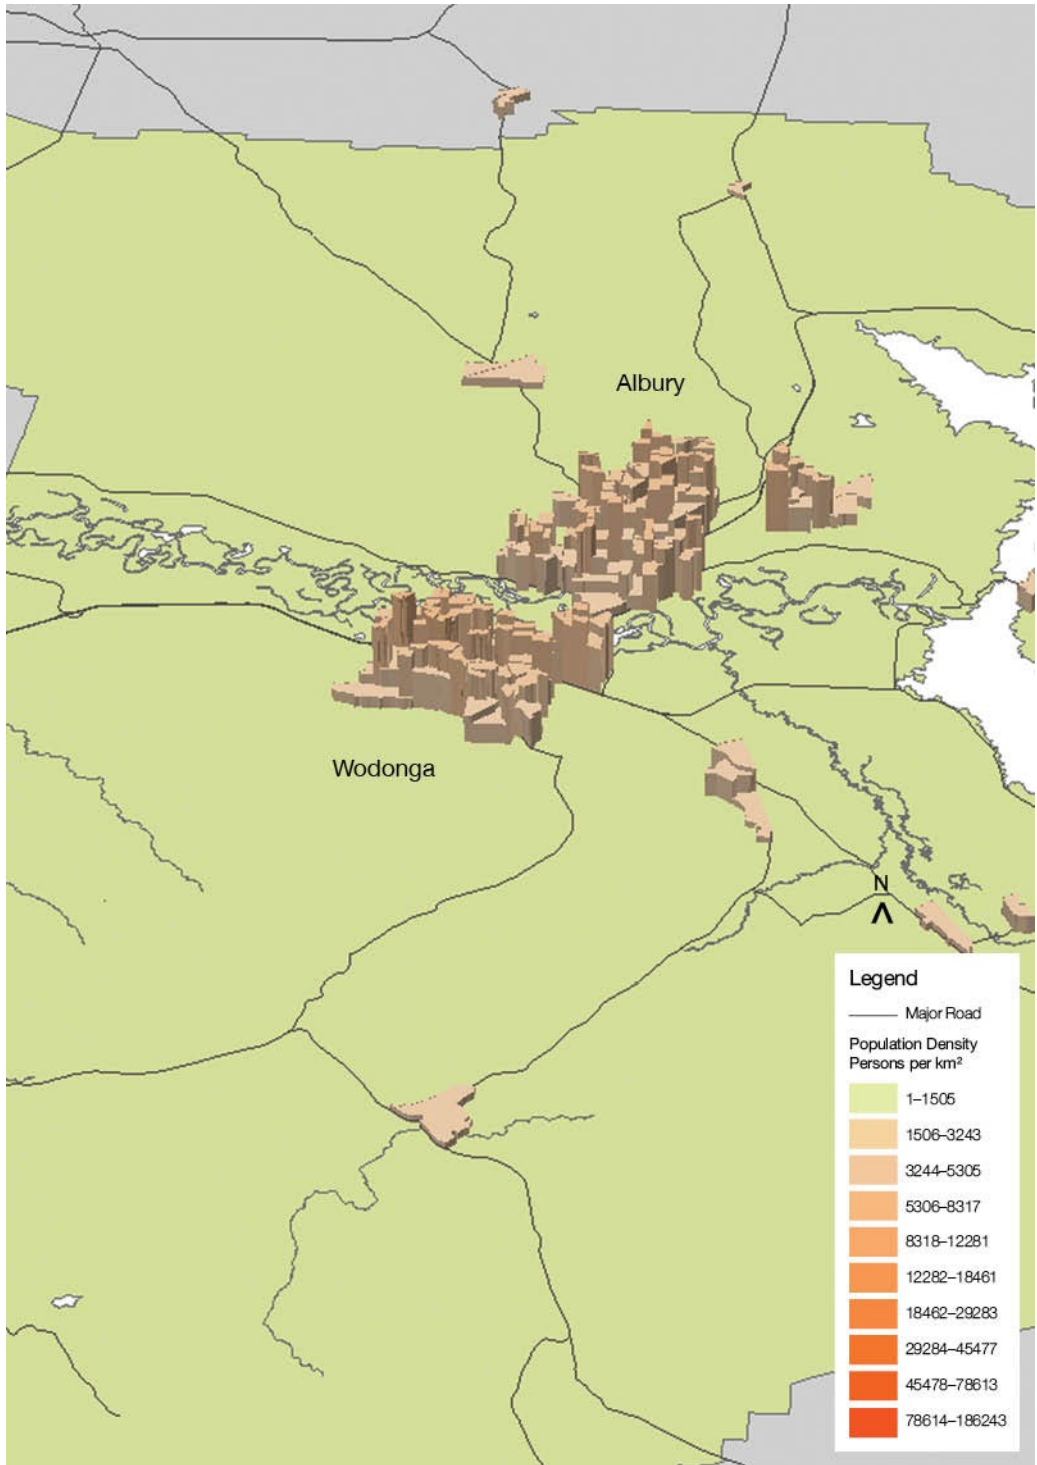 Albury
Wodonga
N
Legend
Major Road
Population Density
Persons per km²
1–1505
1506–3243
3244–5305
5306–8317
8318–12281
12282–18461
18462–29283
29284–45477
45478–78613
78614–186243